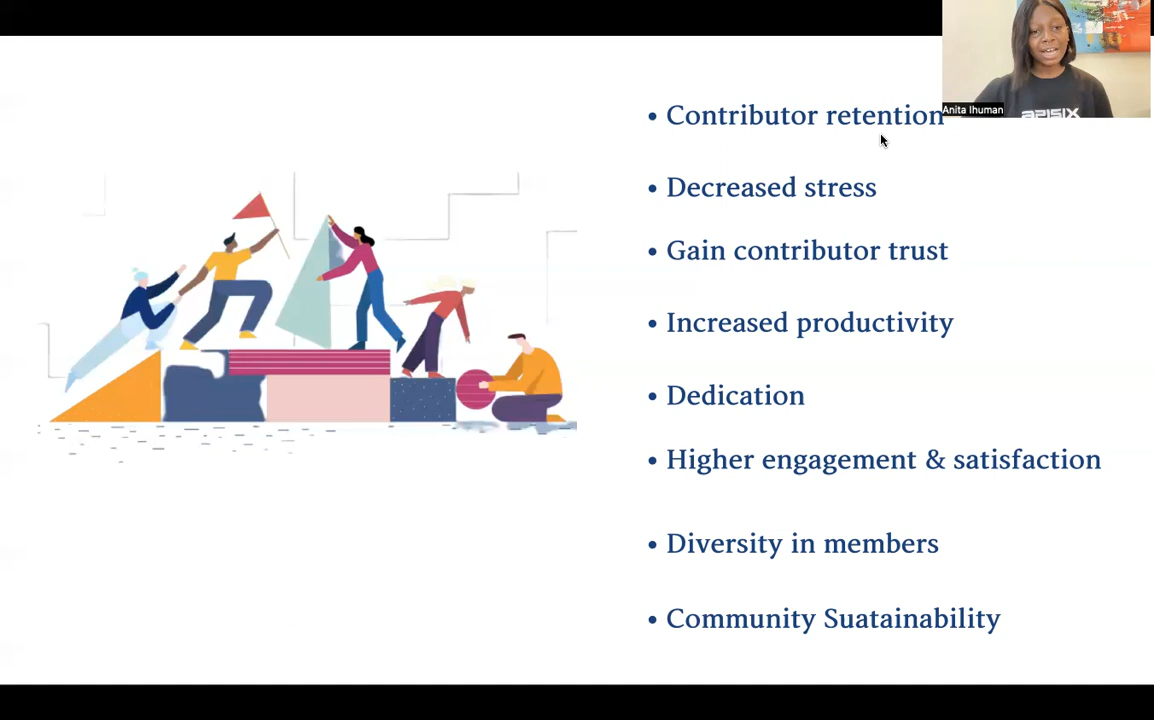 • Contributor retention
Anita Ihuman
APISIX
• Decreased stress
• Gain contributor trust
• Increased productivity
• Dedication
• Higher engagement & satisfaction
• Diversity in members
• Community Suatainability